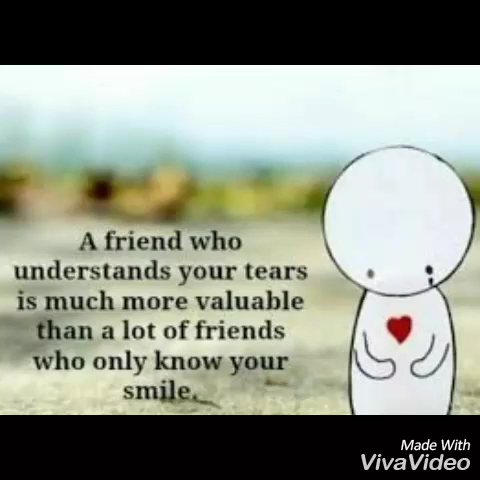 A friend who
understands your tears
is much more valuable
than a lot of friends
who only know your
smile.
Made With
VivaVideo